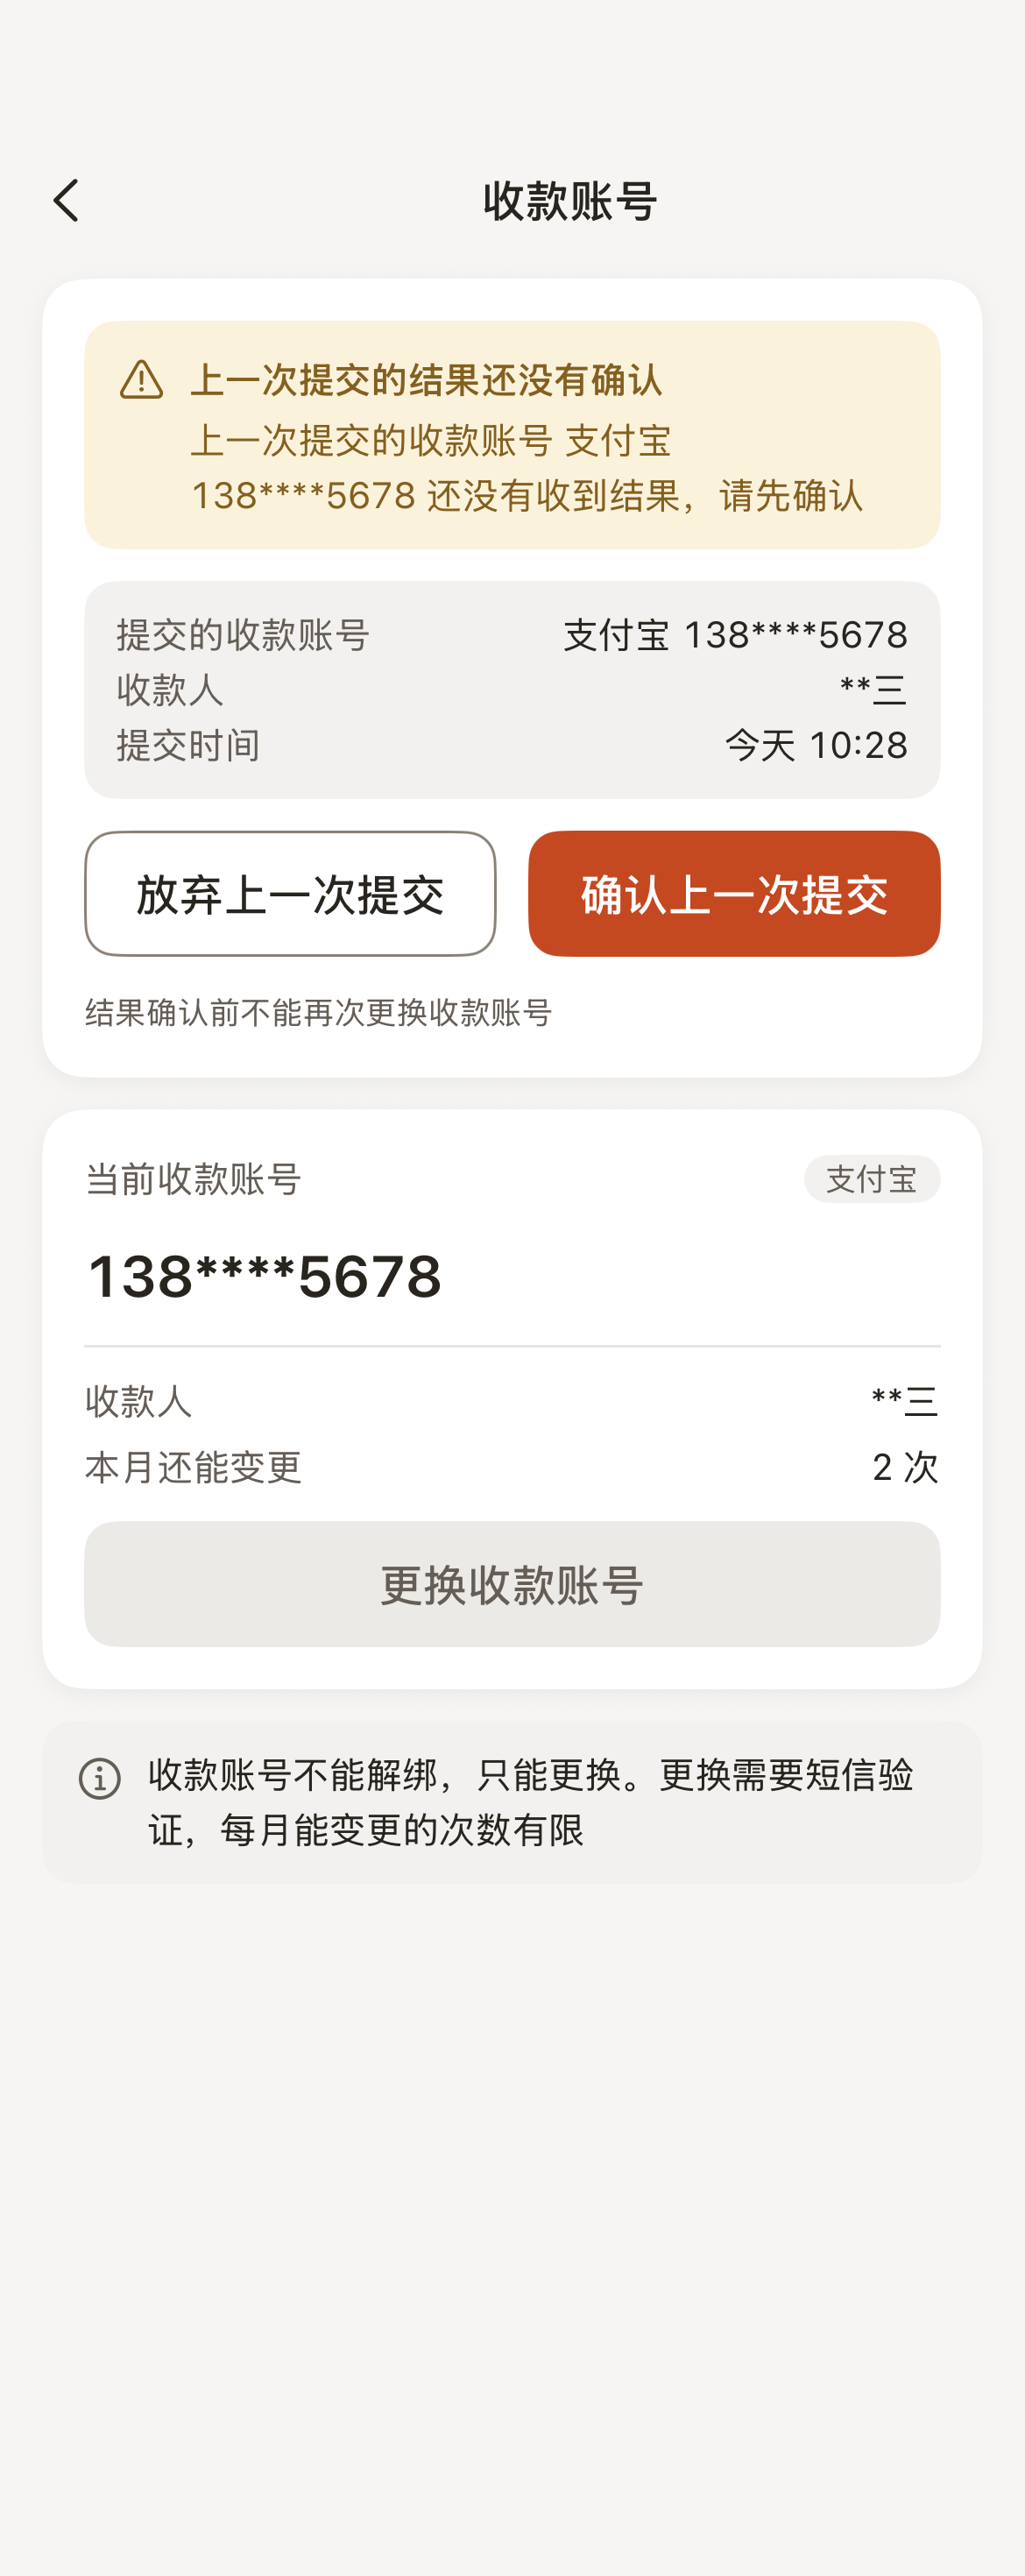 收款账号
上一次提交的结果还没有确认
上一次提交的收款账号 支付宝
138****5678 还没有收到结果，请先确认
提交的收款账号 支付宝 138****5678
收款人 **三
提交时间 今天 10:28
放弃上一次提交 确认上一次提交
结果确认前不能再次更换收款账号
当前收款账号 支付宝
138****5678
收款人 **三
本月还能变更 2 次
更换收款账号
收款账号不能解绑，只能更换。更换需要短信验
证，每月能变更的次数有限